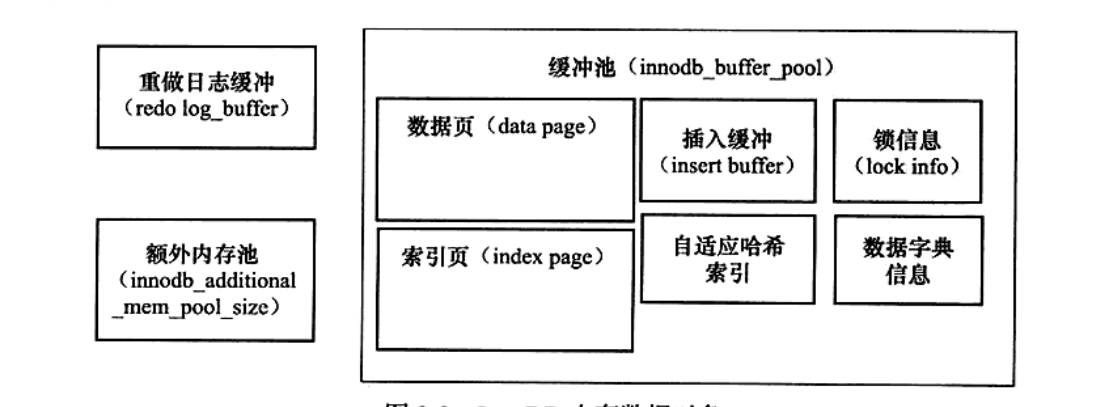 重做日志缓冲
（redo log_buffer）
额外内存池
（innodb_additional
_mem_pool_size）
缓冲池（innodb_buffer_pool）
数据页（data page）
插入缓冲
（insert buffer）
锁信息
（lock info）
索引页（index page）
自适应哈希
索引
数据字典
信息